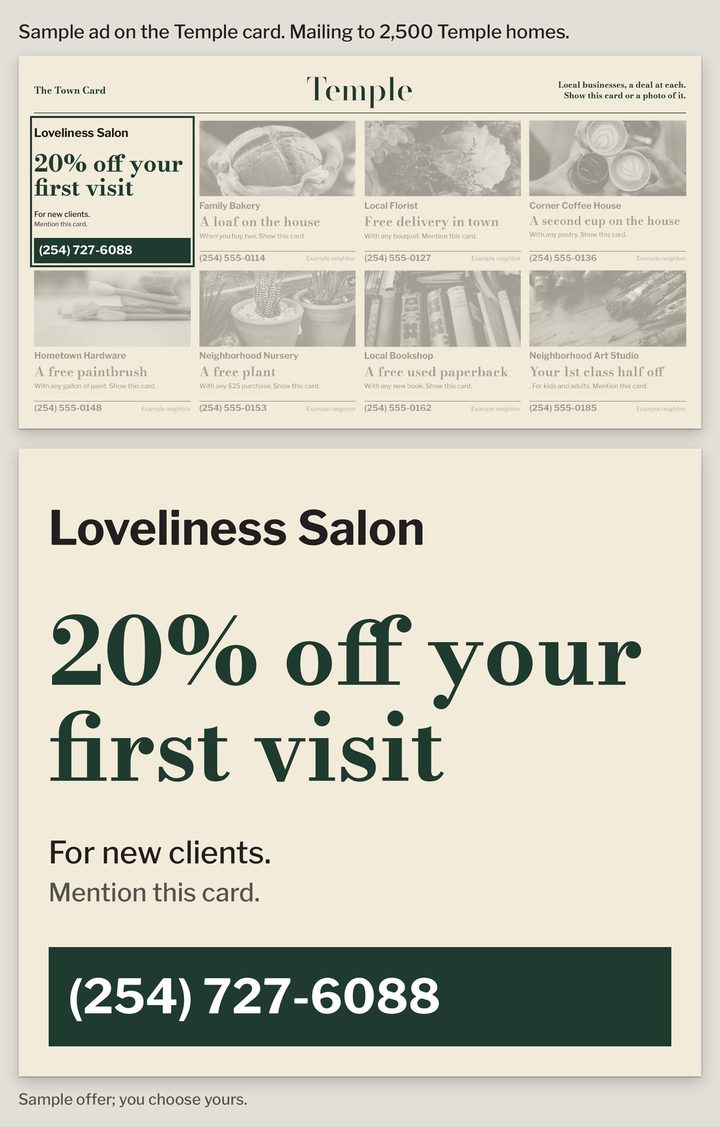 Sample ad on the Temple card. Mailing to 2,500 Temple homes.
The Town Card
Temple
Local businesses, a deal at each.
Show this card or a photo of it.
Loveliness Salon
20% off your
first visit
For new clients.
Mention this card.
(254) 727-6088
Family Bakery
A loaf on the house
When you buy two. Show this card.
(254) 555-0114
Example neighbor
Local Florist
Free delivery in town
With any bouquet. Mention this card.
(254) 555-0127
Example neighbor
Corner Coffee House
A second cup on the house
With any pastry. Show this card.
(254) 555-0136
Example neighbor
Hometown Hardware
A free paintbrush
With any gallon of paint. Show this card.
(254) 555-0148
Example neighbor
Neighborhood Nursery
A free plant
With any $25 purchase. Show this card.
(254) 555-0153
Example neighbor
Local Bookshop
A free used paperback
With any new book. Show this card.
(254) 555-0162
Example neighbor
Neighborhood Art Studio
Your 1st class half off
For kids and adults. Mention this card.
(254) 555-0185
Example neighbor
Loveliness Salon
20% off your
first visit
For new clients.
Mention this card.
(254) 727-6088
Sample offer; you choose yours.